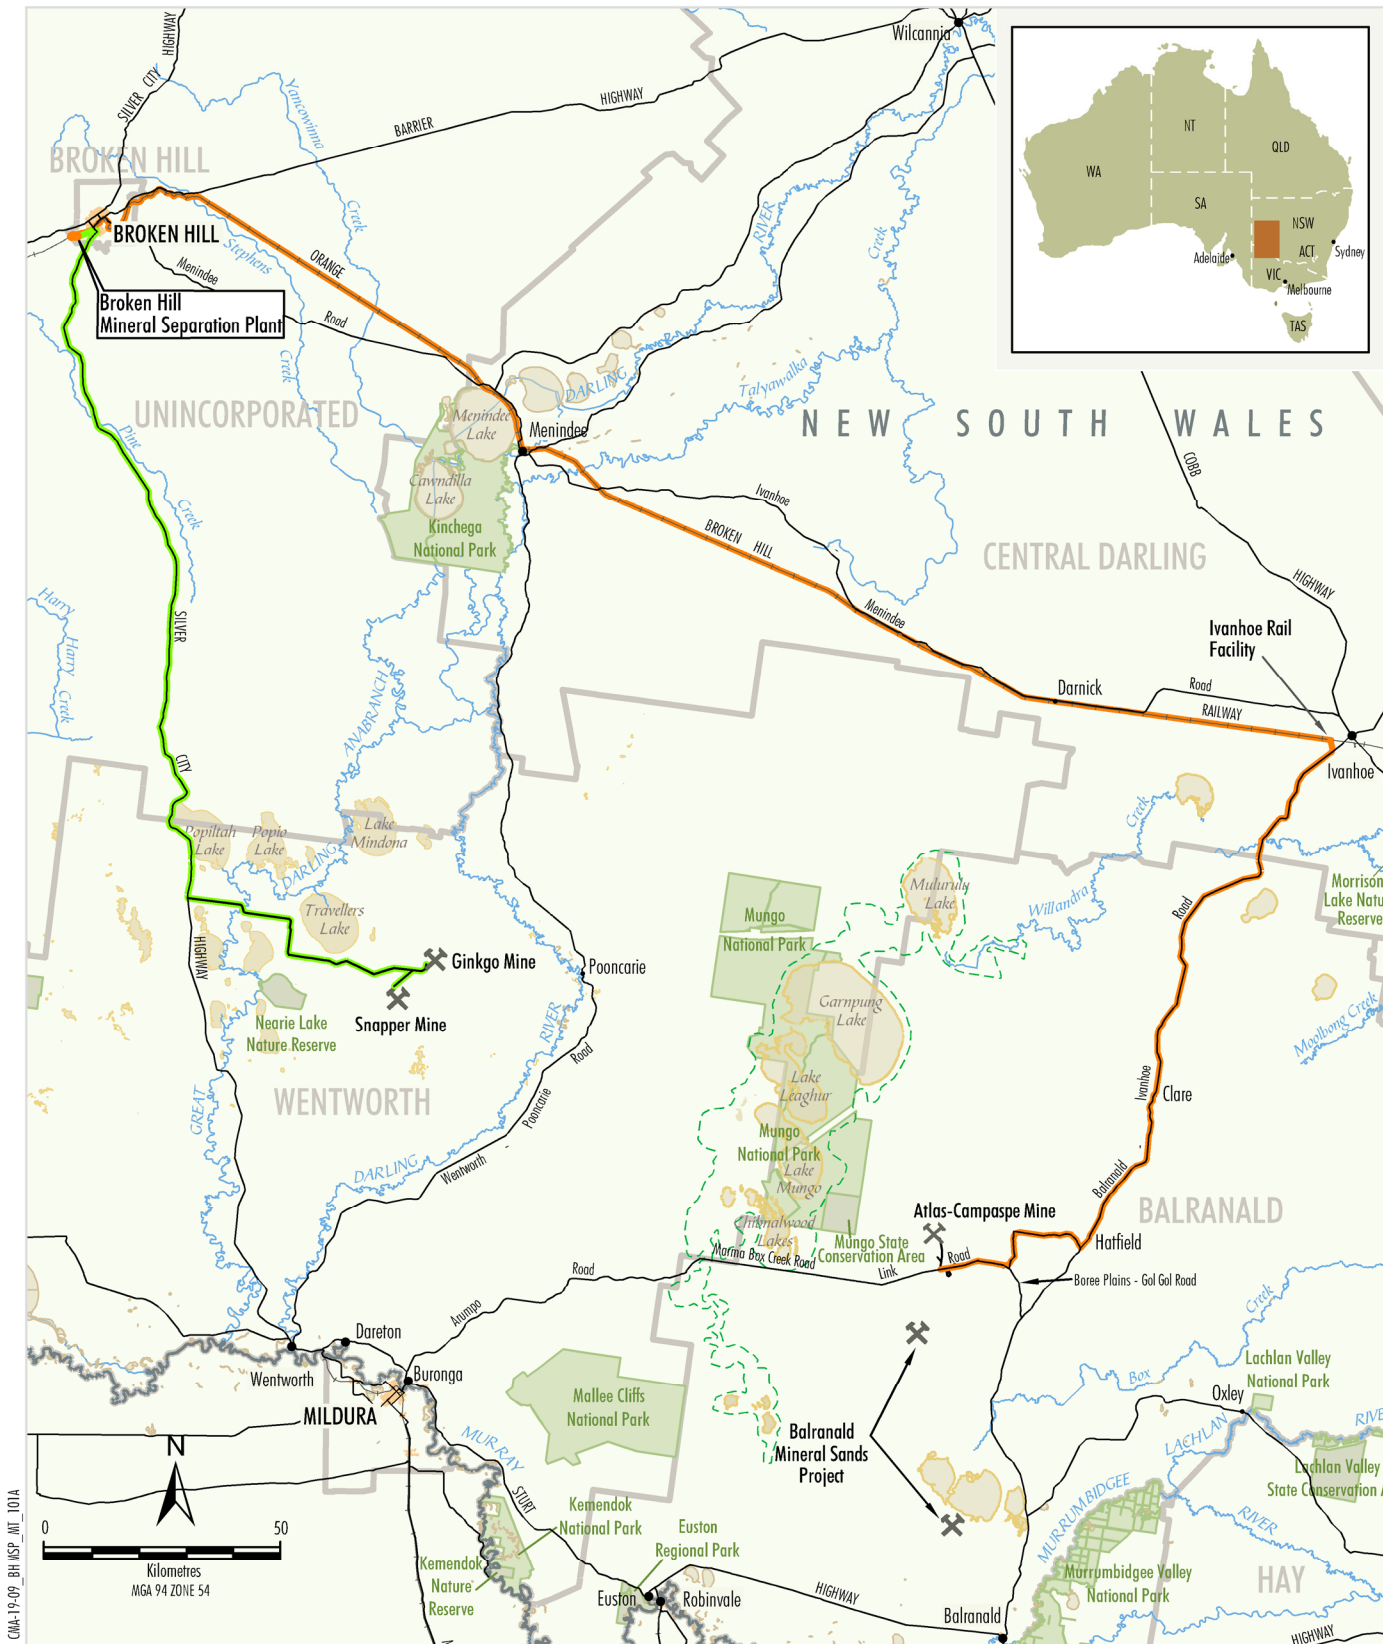 Wilcannia
SILVER CITY HIGHWAY
BARRIER HIGHWAY
Yancowinna
Creek
BROKEN HILL
BROKEN HILL
Stephens
Creek
Menindee
Road
ORANGE
Broken Hill
Mineral Separation Plant
RIVER
Creek
WA
NT
QLD
SA
NSW
ACT
VIC
TAS
Adelaide
Sydney
Melbourne
UNINCORPORATED
Pine
Creek
Menindee
Lake
Menindee
DARLING
Talyawalka
NEW SOUTH WALES
Cawndilla
Lake
Kinchega
National Park
Ivanhoe
BROKEN HILL
COBB
HIGHWAY
CENTRAL DARLING
Menindee
Harry
Harry
Creek
SILVER
CITY
ANABRANCH
Ivanhoe Rail
Facility
Darnick
Road
RAILWAY
Ivanhoe
Popiltah
Lake
Popio
Lake
Lake
Mindona
DARLING
Travellers
Lake
HIGHWAY
Ginkgo Mine
Snapper Mine
Nearie Lake
Nature Reserve
Pooncarie
RIVER
Road
Pooncarie
WENTWORTH
GREAT
DARLING
Wentworth
Mungo
National Park
Mulurulu
Lake
Willandra
Creek
Morrison
Lake Natu
Reserve
Road
Garnpung
Lake
Moolbong Creek
Lake
Leaghur
Ivanhoe
Clare
Mungo
National Park
Lake
Mungo
Balranald
BALRANALD
Chibnalwood
Lakes
Mungo State
Conservation Area
Atlas-Campaspe Mine
Hatfield
Marma Box Creek Road
Link
Road
Boree Plains - Gol Gol Road
Road
Arumpo
Dareton
Wentworth
Buronga
MILDURA
MURRAY
STURT
Mallee Cliffs
National Park
Balranald
Mineral Sands
Project
Box
Creek
Lachlan Valley
National Park
Oxley
LACHLAN
RIVE
Lachlan Valley
State Conservation A
MURRUMBIDGEE
RIVER
Murrumbidgee Valley
National Park
HAY
HIGHWAY
Kemendok
National Park
Kemendok
Nature
Reserve
Euston
Regional Park
Euston
Robinvale
HIGHWAY
Balranald
N
0 50
Kilometres
MGA 94 ZONE 54
CMA-19-09_BH MSP_MT_101A